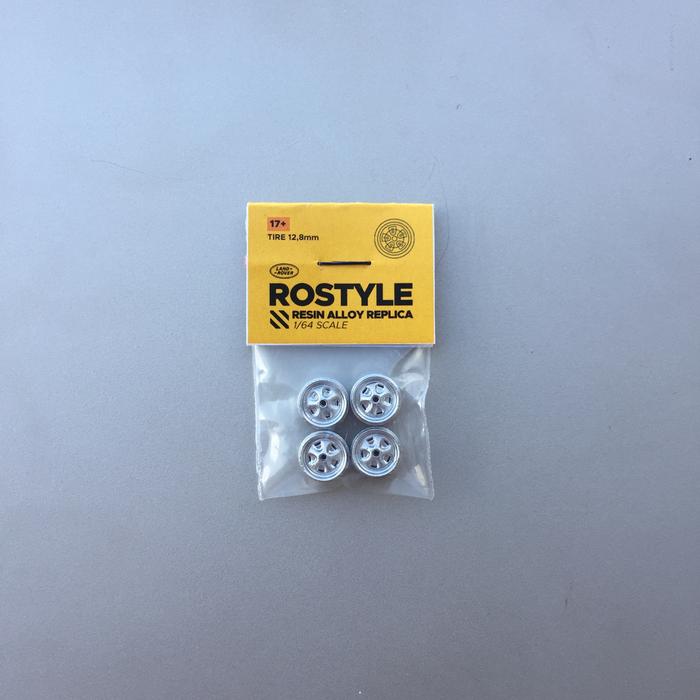 17+
TIRE 12,8mm
LAND-
-ROVER
ROSTYLE
RESIN ALLOY REPLICA
1/64 SCALE